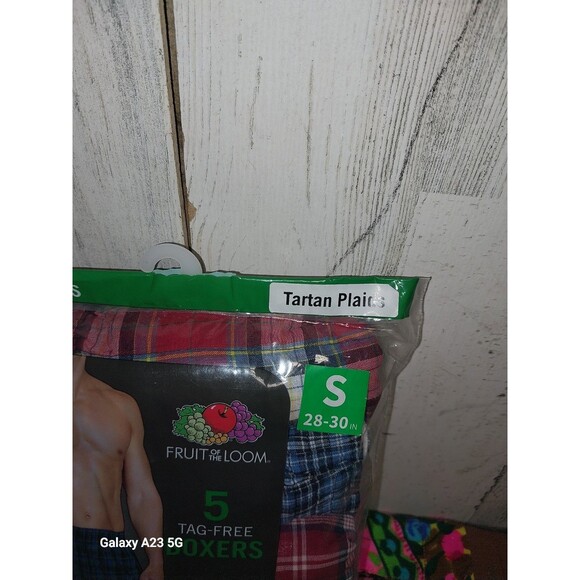 S
Tartan Plaids
S
28-30 IN
FRUIT OF THE LOOM
5
TAG-FREE
BOXERS
Galaxy A23 5G